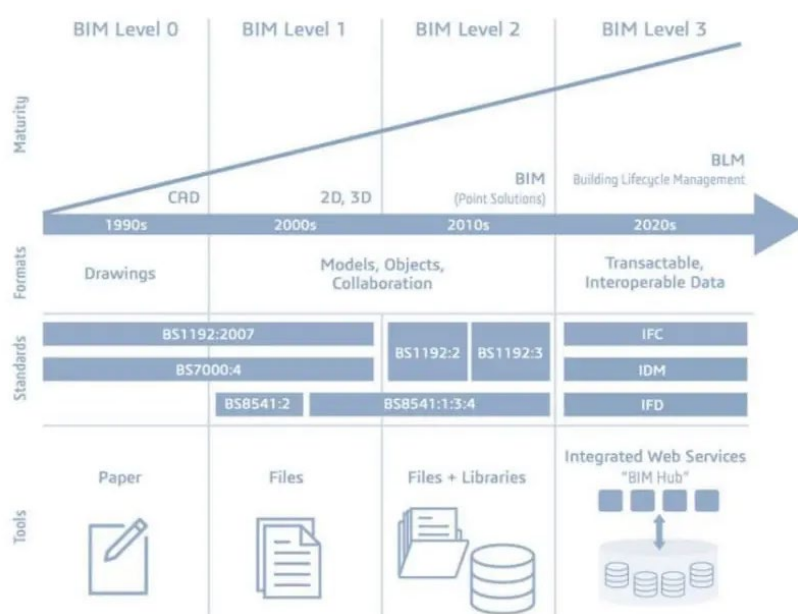 BIM Level 0
BIM Level 1
BIM Level 2
BIM Level 3
Maturity
CAD
2D, 3D
BIM
(Point Solutions)
BLM
Building Lifecycle Management
1990s
2000s
2010s
2020s
Formats
Drawings
Models, Objects,
Collaboration
Transactable,
Interoperable Data
Standards
BS1192:2007
BS7000:4
BS8541:2
BS8541:1:3:4
BS1192:2
BS1192:3
IFC
IDM
IFD
Tools
Paper
Files
Files + Libraries
Integrated Web Services
"BIM Hub"